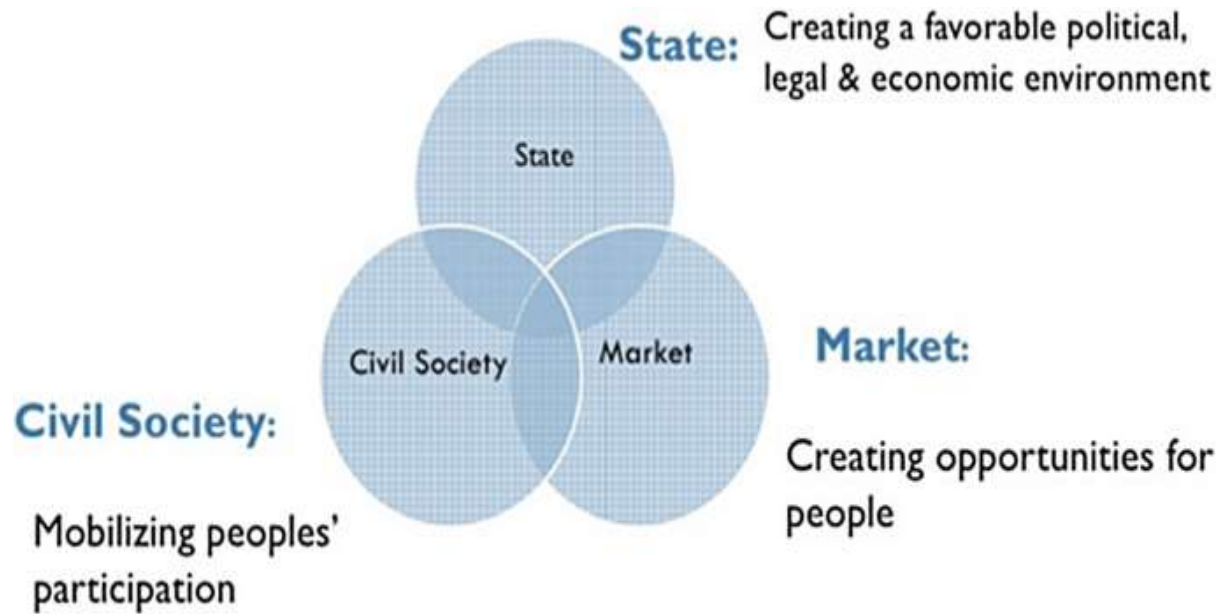 State:
Creating a favorable political,
legal & economic environment
State
Civil Society
Market
Market:
Creating opportunities for
people
Civil Society:
Mobilizing peoples'
participation